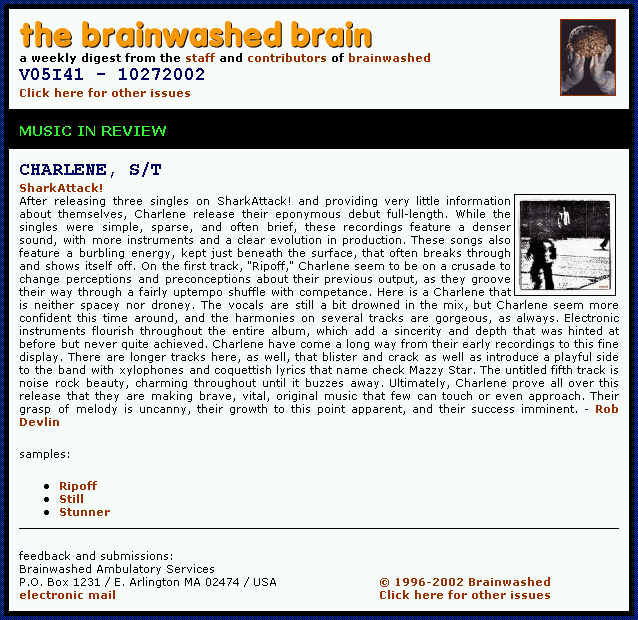 the brainwashed brain
a weekly digest from the staff and contributors of brainwashed
V05I41 - 10272002
Click here for other issues
MUSIC IN REVIEW
CHARLENE, S/T
SharkAttack!
After releasing three singles on SharkAttack! and providing very little information
about themselves, Charlene release their eponymous debut full-length. While the
singles were simple, sparse, and often brief, these recordings feature a denser
sound, with more instruments and a clear evolution in production. These songs also
feature a burbling energy, kept just beneath the surface, that often breaks through
and shows itself off. On the first track, "Ripoff," Charlene seem to be on a crusade to
change perceptions and preconceptions about their previous output, as they groove
their way through a fairly uptempo shuffle with competance. Here is a Charlene that
is neither spacey nor droney. The vocals are still a bit drowned in the mix, but Charlene seem more
confident this time around, and the harmonies on several tracks are gorgeous, as always. Electronic
instruments flourish throughout the entire album, which add a sincerity and depth that was hinted at
before but never quite achieved. Charlene have come a long way from their early recordings to this fine
display. There are longer tracks here, as well, that blister and crack as well as introduce a playful side
to the band with xylophones and coquettish lyrics that name check Mazzy Star. The untitled fifth track is
noise rock beauty, charming throughout until it buzzes away. Ultimately, Charlene prove all over this
release that they are making brave, vital, original music that few can touch or even approach. Their
grasp of melody is uncanny, their growth to this point apparent, and their success imminent. - Rob
Devlin
samples:
Ripoff
Still
Stunner
feedback and submissions:
Brainwashed Ambulatory Services
P.O. Box 1231 / E. Arlington MA 02474 / USA
electronic mail
© 1996-2002 Brainwashed
Click here for other issues